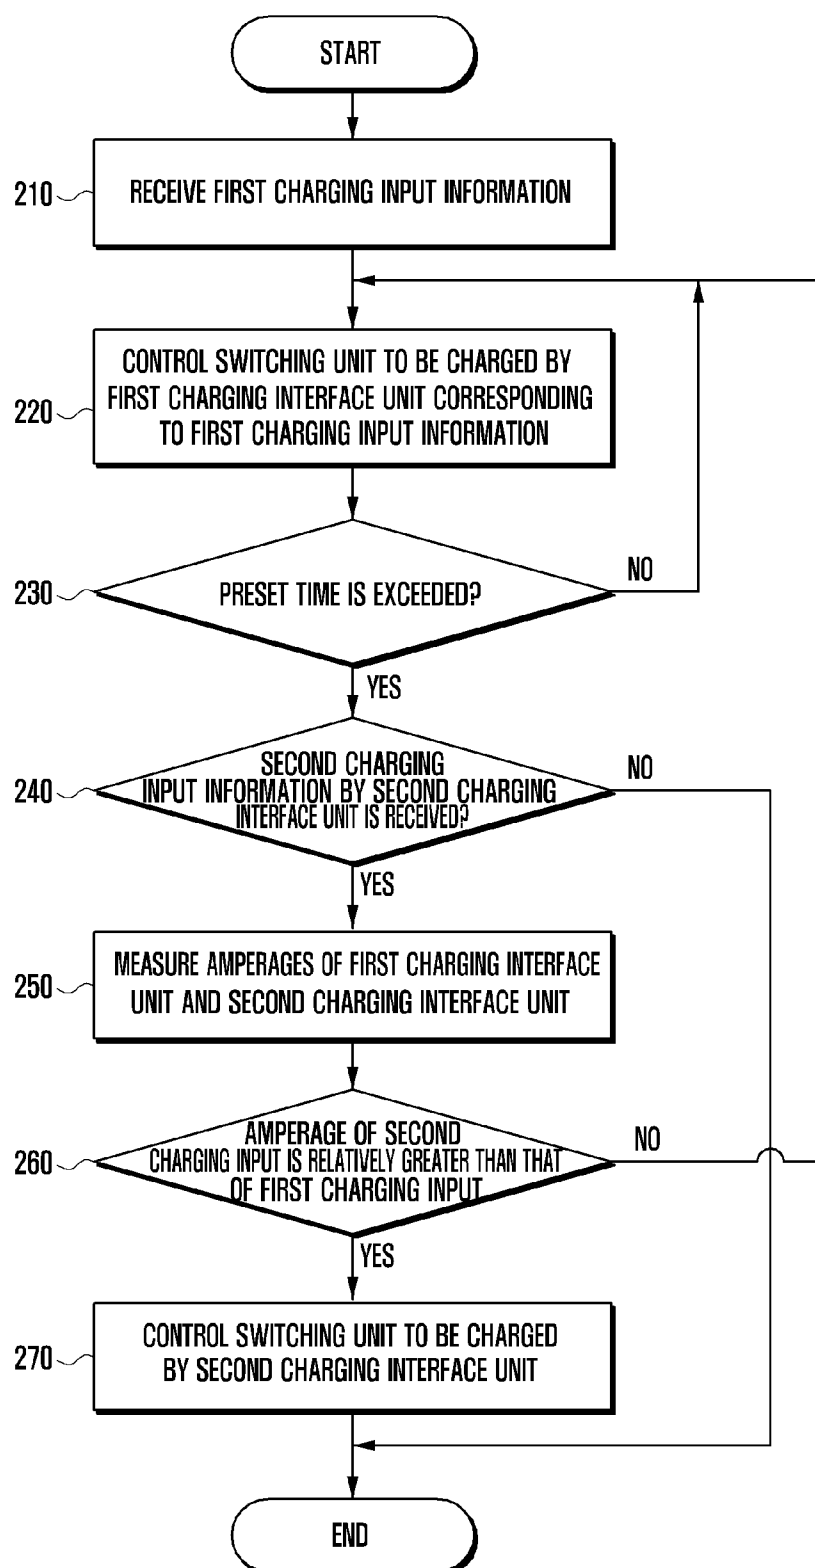 START
210
RECEIVE FIRST CHARGING INPUT INFORMATION
220
CONTROL SWITCHING UNIT TO BE CHARGED BY
FIRST CHARGING INTERFACE UNIT CORRESPONDING
TO FIRST CHARGING INPUT INFORMATION
230
PRESET TIME IS EXCEEDED?
NO
YES
240
SECOND CHARGING
INPUT INFORMATION BY SECOND CHARGING
INTERFACE UNIT IS RECEIVED?
NO
YES
250
MEASURE AMPERAGES OF FIRST CHARGING INTERFACE
UNIT AND SECOND CHARGING INTERFACE UNIT
260
AMPERAGE OF SECOND
CHARGING INPUT IS RELATIVELY GREATER THAN THAT
OF FIRST CHARGING INPUT
NO
YES
270
CONTROL SWITCHING UNIT TO BE CHARGED
BY SECOND CHARGING INTERFACE UNIT
END